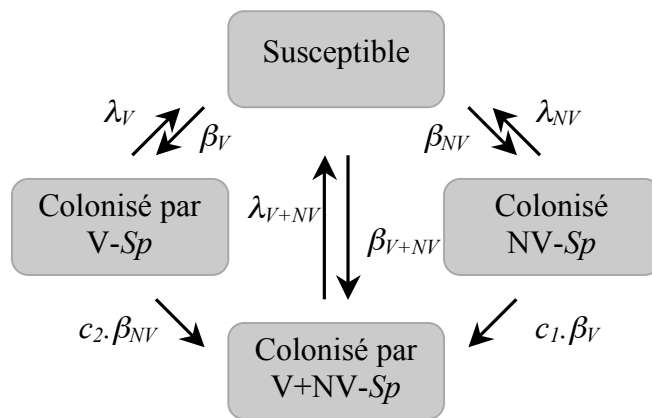 Susceptible
λV
βV
βNV
λNV
Colonisé par
V-Sp
λV+NV
βV+NV
Colonisé
NV-Sp
c2.βNV
c1.βV
Colonisé par
V+NV-Sp